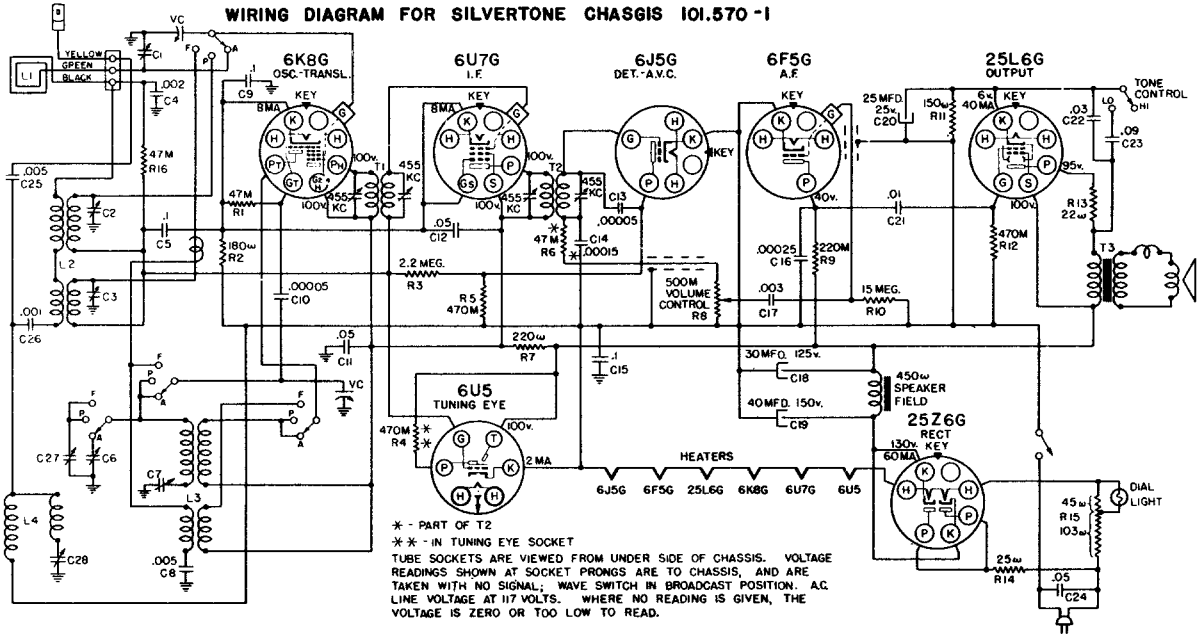 WIRING DIAGRAM FOR SILVERTONE CHASGIS 101.570-1
VC
YELLOW
GREEN
BLACK
L1
C1
F
P
A
.002
C4
.1
C9
6K8G
OSC.-TRANSL.
KEY
8MA
K
G
H
H
PT
PH
GT
G2
H
100v.
100v.
6U7G
I.F.
KEY
8MA
K
G
H
H
P
GS
S
100v.
100v.
6J5G
DET.-A.V.C.
G
H
K
KEY
P
H
6F5G
A.F.
KEY
K
G
H
H
P
40v.
25L6G
OUTPUT
6v.
40MA
KEY
K
H
H
P
G
S
95v.
100v.
TONE
CONTROL
LO
HI
25MFD.
25v.
C20
150ω
R11
.03
C22
.09
C23
.005
C25
47M
R16
C2
L2
C3
.001
C26
.1
C5
47M
R1
180ω
R2
T1
455
KC
455
KC
.05
C12
T2
455
KC
455
KC
C13
.00005
*
47M
R6
C14
*
.00015
.00025
C16
220M
R9
.01
C21
470M
R12
R13
22ω
T3
.00005
C10
2.2 MEG.
R3
R5
470M
500M
VOLUME
CONTROL
R8
.003
C17
15 MEG.
R10
.05
C11
220ω
R7
.1
C15
30MFD. 125v.
C18
40MFD. 150v.
C19
450ω
SPEAKER
FIELD
F
P
A
VC
F
P
A
F
P
A
C27
C6
C7
L3
.005
C8
L4
C28
6U5
TUNING EYE
470M
R4
*
*
G
T
100v.
P
K
2MA
H
H
HEATERS
6J5G
6F5G
25L6G
6K8G
6U7G
6U5
25Z6G
RECT
KEY
130v.
60MA
K
H
H
P
P
K
DIAL
LIGHT
45ω
R15
103ω
25ω
R14
.05
C24
* - PART OF T2
** - IN TUNING EYE SOCKET
TUBE SOCKETS ARE VIEWED FROM UNDER SIDE OF CHASSIS. VOLTAGE
READINGS SHOWN AT SOCKET PRONGS ARE TO CHASSIS, AND ARE
TAKEN WITH NO SIGNAL; WAVE SWITCH IN BROADCAST POSITION. A.C.
LINE VOLTAGE AT 117 VOLTS. WHERE NO READING IS GIVEN, THE
VOLTAGE IS ZERO OR TOO LOW TO READ.